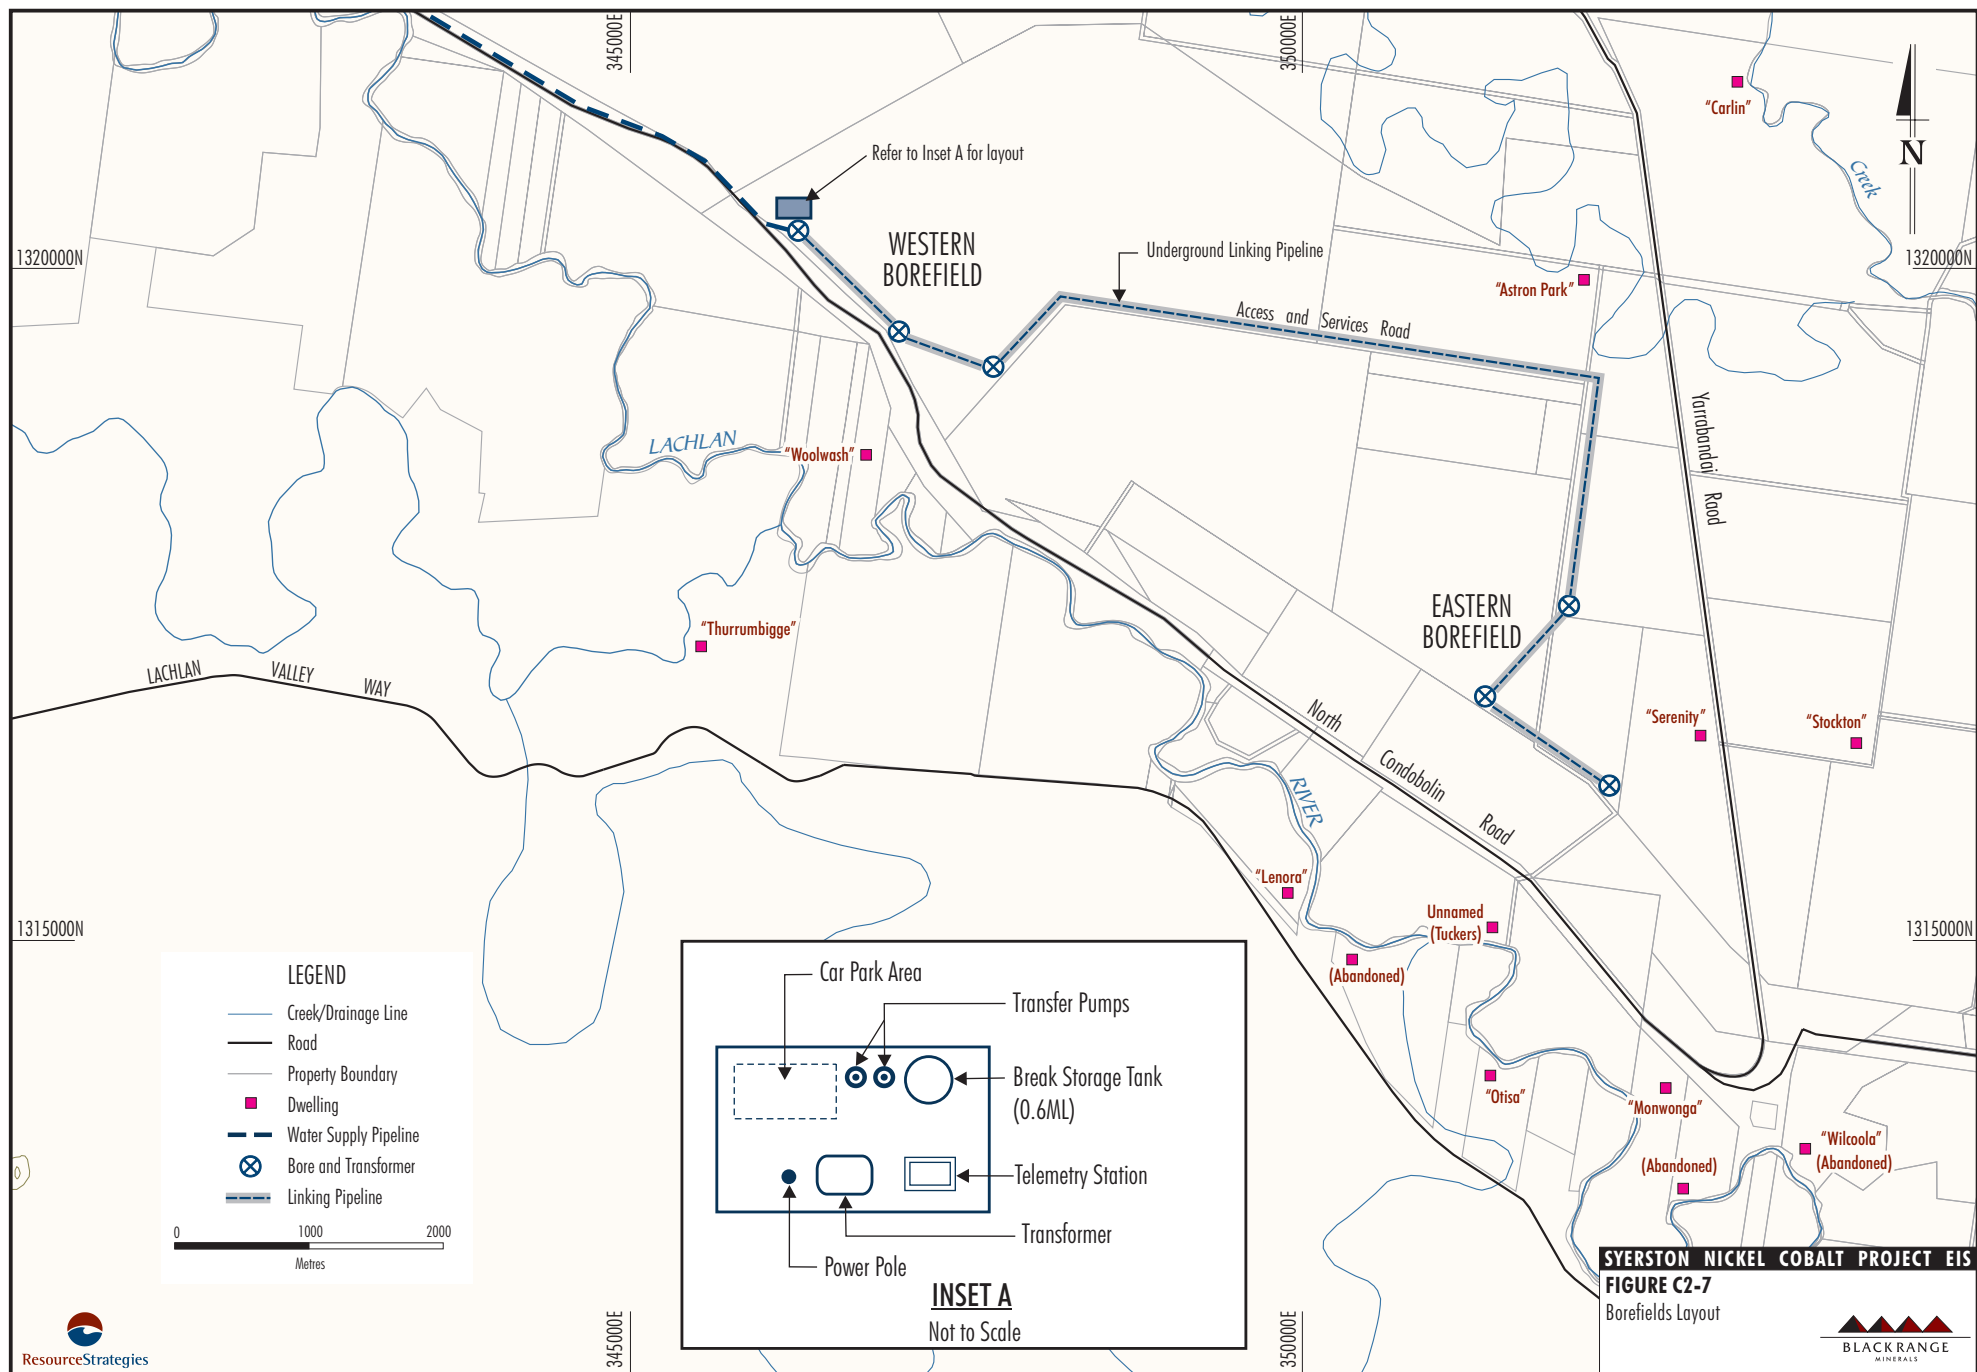 345000E
350000E
"Carlin"
Creek
N
Refer to Inset A for layout
WESTERN
BOREFIELD
Underground Linking Pipeline
1320000N
1320000N
"Astron Park"
Access and Services Road
Yarrabandai Raod
LACHLAN
"Woolwash"
EASTERN
BOREFIELD
"Thurrumbigge"
LACHLAN VALLEY WAY
"Serenity"
"Stockton"
North Condobolin Road
RIVER
"Lenora"
Unnamed
(Tuckers)
(Abandoned)
1315000N
1315000N
"Otisa"
"Monwonga"
"Wilcoola"
(Abandoned)
(Abandoned)
LEGEND
Creek/Drainage Line
Road
Property Boundary
Dwelling
Water Supply Pipeline
Bore and Transformer
Linking Pipeline
0 1000 2000
Metres
Car Park Area
Transfer Pumps
Break Storage Tank
(0.6ML)
Telemetry Station
Transformer
Power Pole
INSET A
Not to Scale
345000E
350000E
SYERSTON NICKEL COBALT PROJECT EIS
FIGURE C2-7
Borefields Layout
BLACK RANGE
MINERALS
ResourceStrategies